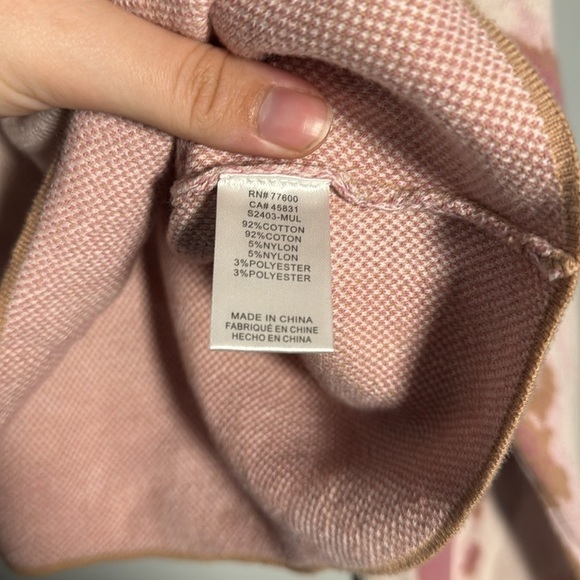 RN# 77600
CA# 45831
S2403-MUL
92%COTTON
92%COTON
5%NYLON
5%NYLON
3%POLYESTER
3%POLYESTER
MADE IN CHINA
FABRIQUÉ EN CHINE
HECHO EN CHINA